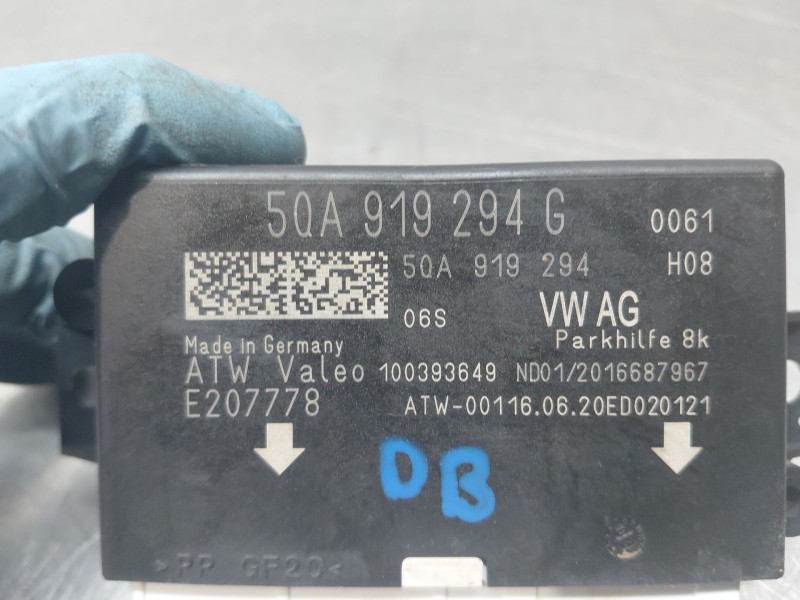 5QA 919 294 G 0061
5QA 919 294 H08
06S VW AG
Parkhilfe 8k
Made in Germany
ATW Valeo 100393649 ND01/2016687967
E207778 ATW-00116.06.20ED020121
DB
>PP GF20<